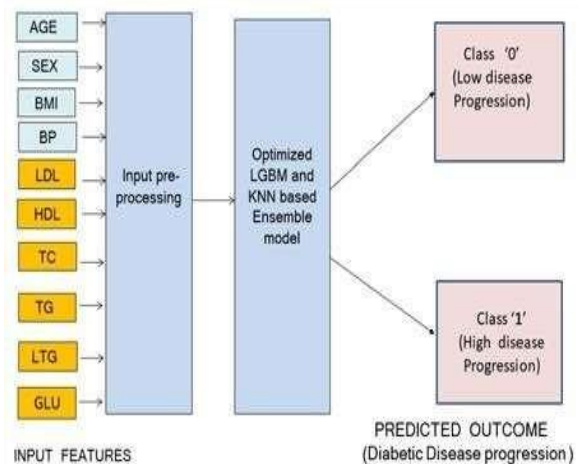 AGE
SEX
BMI
BP
LDL
HDL
TC
TG
LTG
GLU
INPUT FEATURES
Input pre-
processing
Optimized
LGBM and
KNN based
Ensemble
model
Class '0'
(Low disease
Progression)
Class '1'
(High disease
Progression)
PREDICTED OUTCOME
(Diabetic Disease progression)